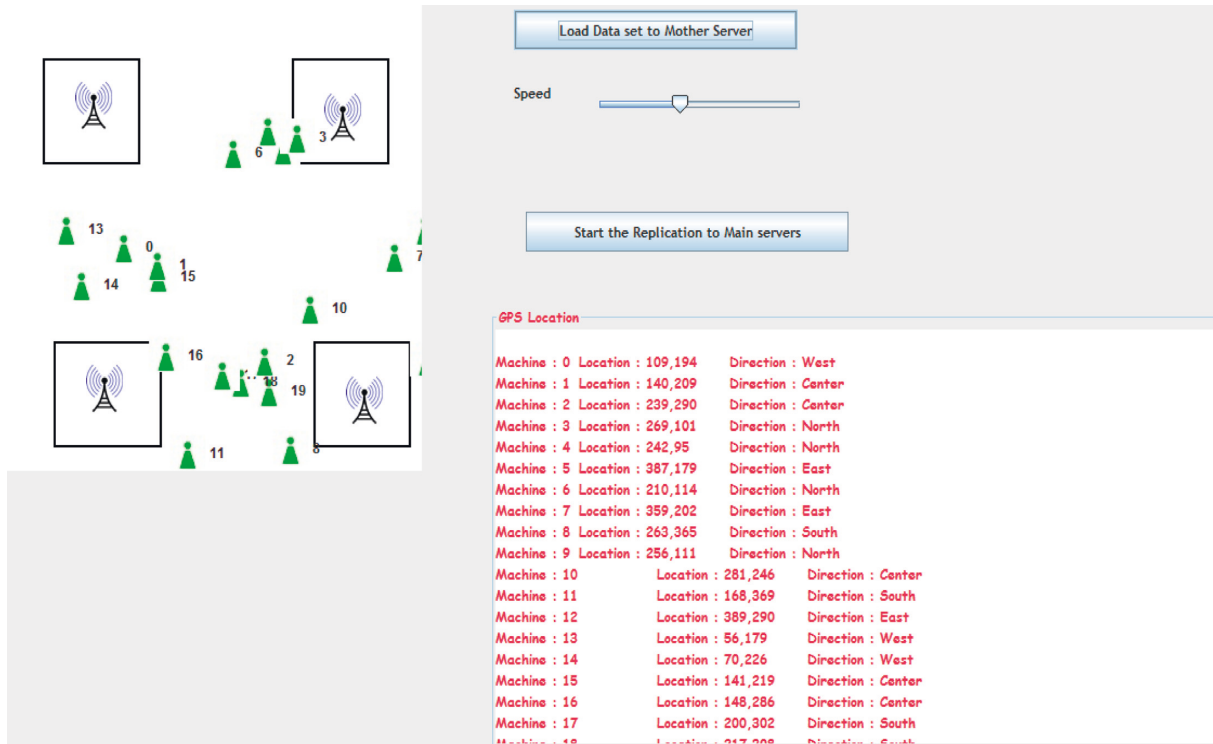 Load Data set to Mother Server
Speed
3
6
13
0
1
15
7
14
10
Start the Replication to Main servers
GPS Location
16
2
18
19
11
8
Machine : 0 Location : 109,194 Direction : West
Machine : 1 Location : 140,209 Direction : Center
Machine : 2 Location : 239,290 Direction : Center
Machine : 3 Location : 269,101 Direction : North
Machine : 4 Location : 242,95 Direction : North
Machine : 5 Location : 387,179 Direction : East
Machine : 6 Location : 210,114 Direction : North
Machine : 7 Location : 359,202 Direction : East
Machine : 8 Location : 263,365 Direction : South
Machine : 9 Location : 256,111 Direction : North
Machine : 10 Location : 281,246 Direction : Center
Machine : 11 Location : 168,369 Direction : South
Machine : 12 Location : 389,290 Direction : East
Machine : 13 Location : 56,179 Direction : West
Machine : 14 Location : 70,226 Direction : West
Machine : 15 Location : 141,219 Direction : Center
Machine : 16 Location : 148,286 Direction : Center
Machine : 17 Location : 200,302 Direction : South
Machine : 18 Location : Direction : South